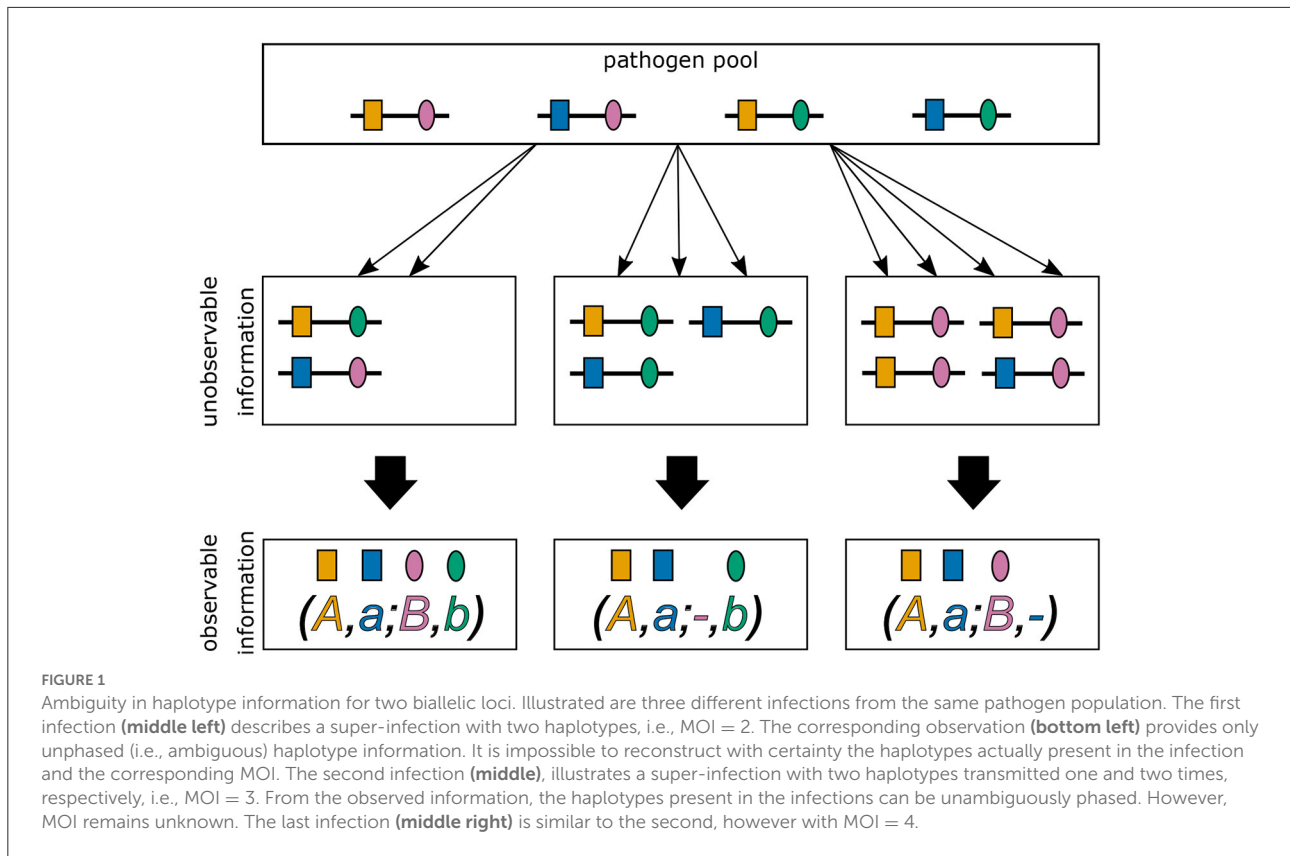 pathogen pool
unobservable
information
observable
information
(A,a;B,b)
(A,a;-,b)
(A,a;B,-)
FIGURE 1
Ambiguity in haplotype information for two biallelic loci. Illustrated are three different infections from the same pathogen population. The first
infection (middle left) describes a super-infection with two haplotypes, i.e., MOI = 2. The corresponding observation (bottom left) provides only
unphased (i.e., ambiguous) haplotype information. It is impossible to reconstruct with certainty the haplotypes actually present in the infection
and the corresponding MOI. The second infection (middle), illustrates a super-infection with two haplotypes transmitted one and two times,
respectively, i.e., MOI = 3. From the observed information, the haplotypes present in the infections can be unambiguously phased. However,
MOI remains unknown. The last infection (middle right) is similar to the second, however with MOI = 4.